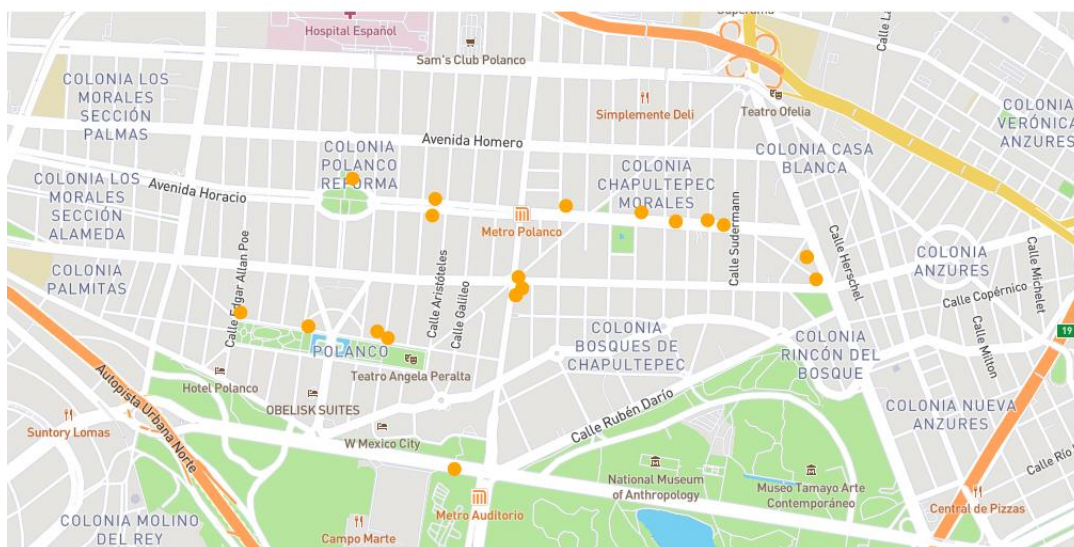 Superama
Calle La
Hospital Español
Sam's Club Polanco
COLONIA LOS
MORALES
SECCIÓN
PALMAS
Simplemente Deli
Teatro Ofelia
COLONIA
VERÓNICA
ANZURES
Avenida Homero
COLONIA
POLANCO
REFORMA
COLONIA CASA
BLANCA
COLONIA
CHAPULTEPEC
MORALES
COLONIA LOS
MORALES
SECCIÓN
ALAMEDA
Avenida Horacio
Metro Polanco
Calle Edgar Allan Poe
Calle Aristóteles
Calle Galileo
Calle Sudermann
Calle Herschel
COLONIA
ANZURES
Calle Michelet
COLONIA
PALMITAS
Calle Copérnico
Calle Milton
19
COLONIA
BOSQUES DE
CHAPULTEPEC
COLONIA
RINCÓN DEL
BOSQUE
POLANCO
Teatro Angela Peralta
Hotel Polanco
Autopista Urbana Norte
OBELISK SUITES
Calle Rubén Darío
COLONIA NUEVA
ANZURES
Suntory Lomas
W Mexico City
Calle Río
National Museum
of Anthropology
Museo Tamayo Arte
Contemporáneo
Metro Auditorio
Central de Pizzas
COLONIA MOLINO
DEL REY
Campo Marte